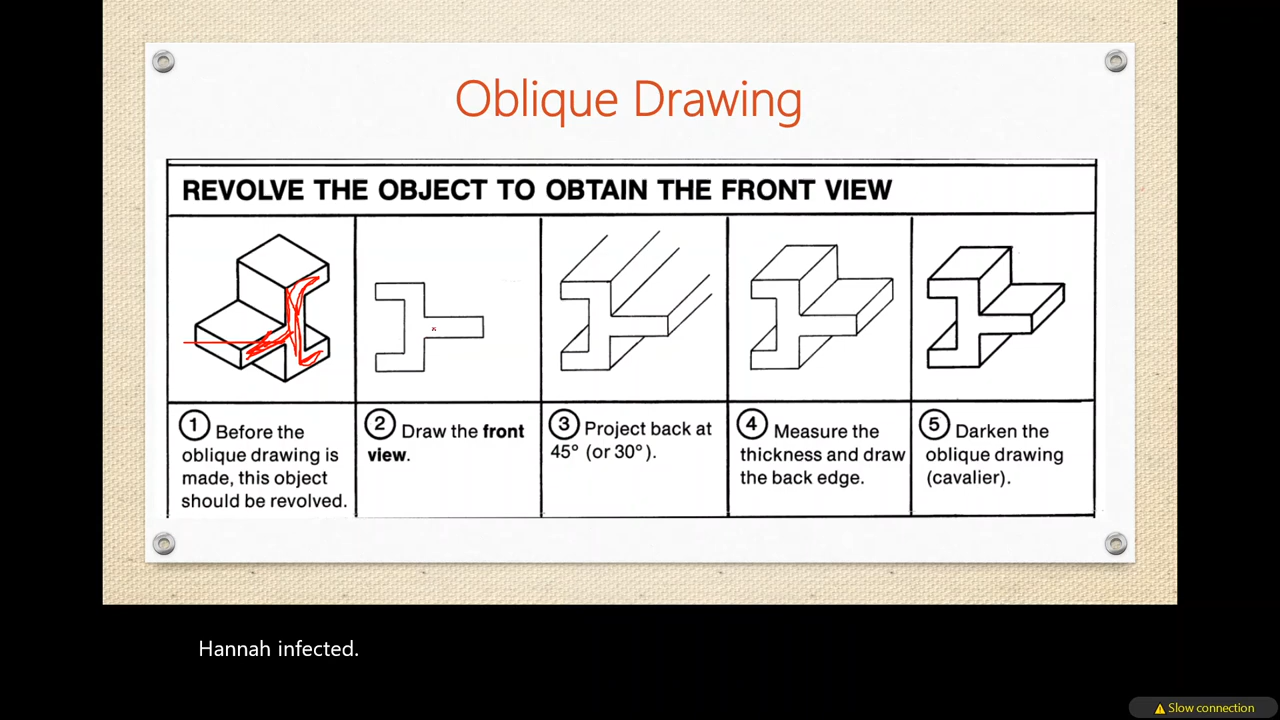 Oblique Drawing
REVOLVE THE OBJECT TO OBTAIN THE FRONT VIEW
1 Before the
oblique drawing is
made, this object
should be revolved.
2 Draw the front
view.
3 Project back at
45° (or 30°).
4 Measure the
thickness and draw
the back edge.
5 Darken the
oblique drawing
(cavalier).
Hannah infected.
Slow connection